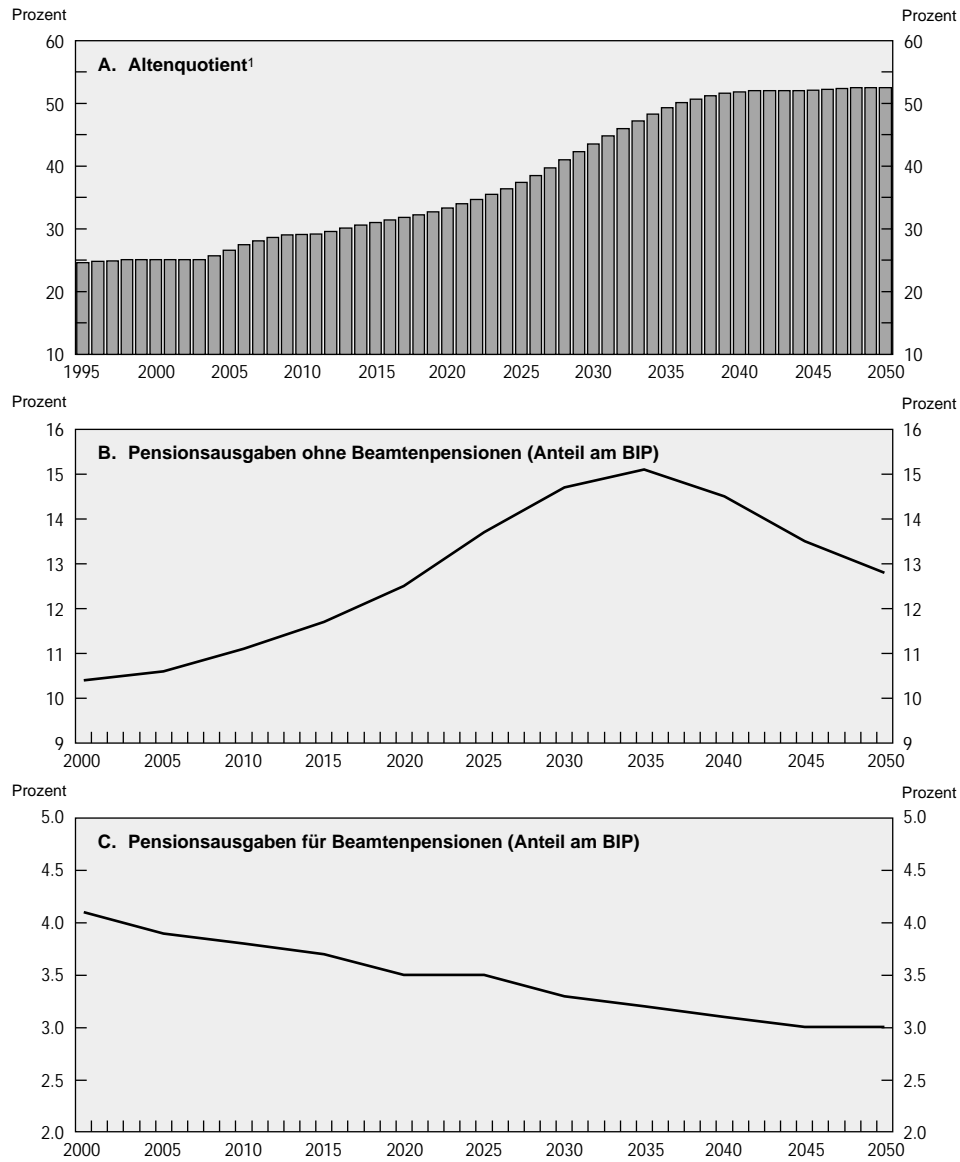 Prozent Prozent
60 60
A. Altenquotient1
50 50
40 40
30 30
20 20
10 10
1995 2000 2005 2010 2015 2020 2025 2030 2035 2040 2045 2050
Prozent Prozent
16 16
B. Pensionsausgaben ohne Beamtenpensionen (Anteil am BIP)
15 15
14 14
13 13
12 12
11 11
10 10
9 9
2000 2005 2010 2015 2020 2025 2030 2035 2040 2045 2050
Prozent Prozent
5.0 5.0
C. Pensionsausgaben für Beamtenpensionen (Anteil am BIP)
4.5 4.5
4.0 4.0
3.5 3.5
3.0 3.0
2.5 2.5
2.0 2.0
2000 2005 2010 2015 2020 2025 2030 2035 2040 2045 2050